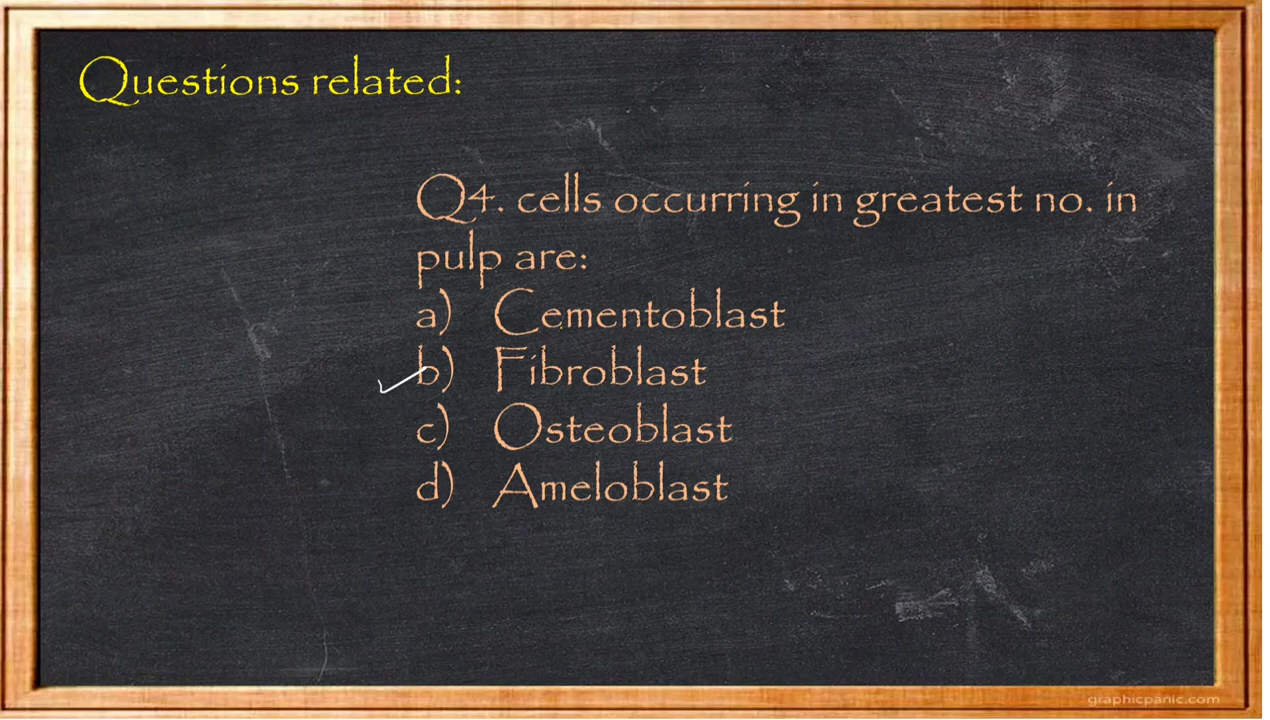 Questions related:
Q4. cells occurring in greatest no. in
pulp are:
a) Cementoblast
b) Fibroblast
c) Osteoblast
d) Ameloblast
graphicpanic.com